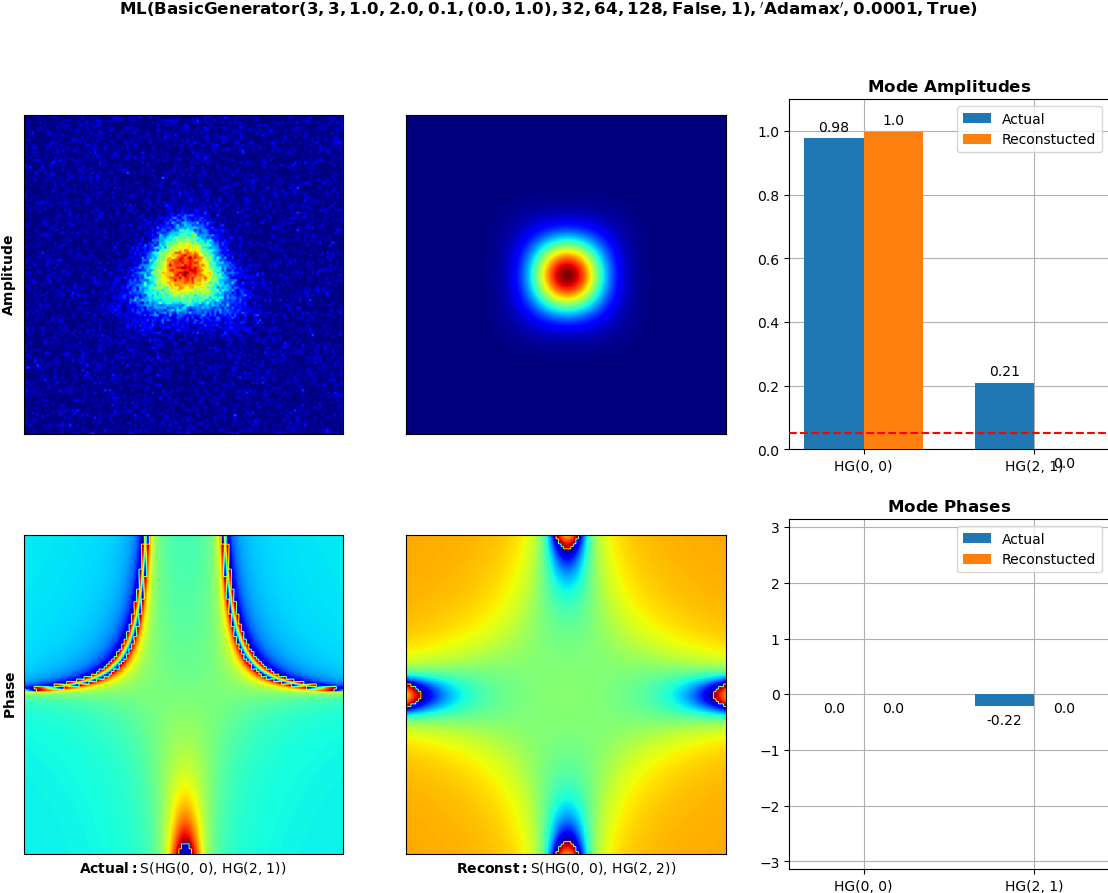 ML(BasicGenerator(3, 3, 1.0, 2.0, 0.1, (0.0, 1.0), 32, 64, 128, False, 1), ′Adamax′, 0.0001, True)
Amplitude
Mode Amplitudes
Actual
Reconstucted
0.98
1.0
0.21
0.0
1.0
0.8
0.6
0.4
0.2
0.0
HG(0, 0)
HG(2, 1)
Phase
Actual: S(HG(0, 0), HG(2, 1))
Reconst: S(HG(0, 0), HG(2, 2))
Mode Phases
Actual
Reconstucted
3
2
1
0
−1
−2
−3
0.0
0.0
-0.22
0.0
HG(0, 0)
HG(2, 1)